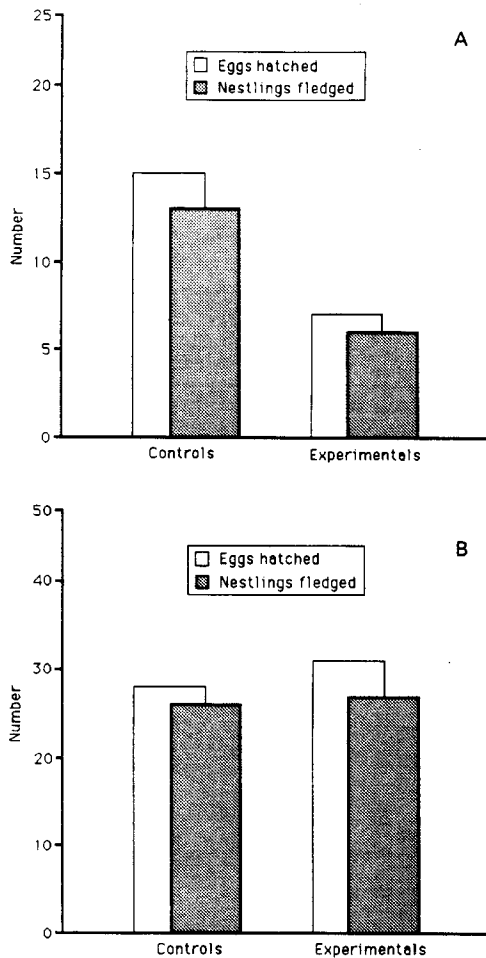 A
25
20
15
10
5
0
Number
Eggs hatched
Nestlings fledged
Controls
Experimentals
B
50
40
30
20
10
0
Number
Eggs hatched
Nestlings fledged
Controls
Experimentals